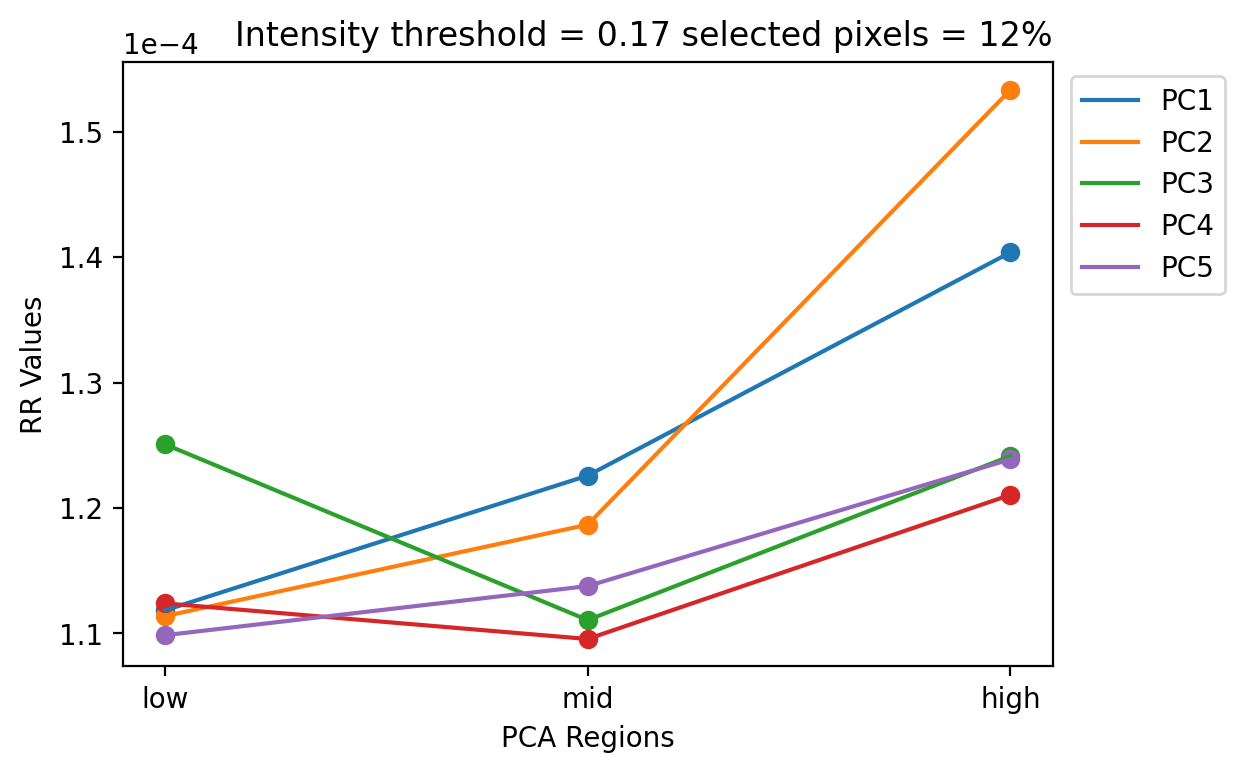 1e−4
Intensity threshold = 0.17 selected pixels = 12%
1.5
1.4
1.3
1.2
1.1
RR Values
low
mid
high
PCA Regions
PC1
PC2
PC3
PC4
PC5